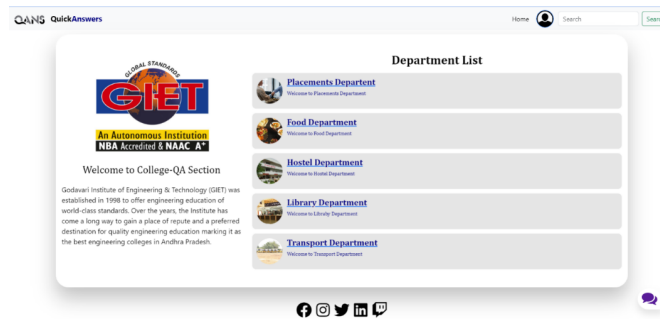 QANS QuickAnswers
Home
Search
Sear
GLOBAL STANDARDS
GIET
An Autonomous Institution
NBA Accredited & NAAC A+
Welcome to College-QA Section
Godavari Institute of Engineering & Technology (GIET) was
established in 1998 to offer engineering education of
world-class standards. Over the years, the Institute has
come a long way to gain a place of repute and a preferred
destination for quality engineering education marking it as
the best engineering colleges in Andhra Pradesh.
Department List
Placements Departent
Welcome to Placements Department
Food Department
Welcome to Food Department
Hostel Department
Welcome to Hostel Department
Library Department
Welcome to Libraby Department
Transport Department
Welcome to Transport Department